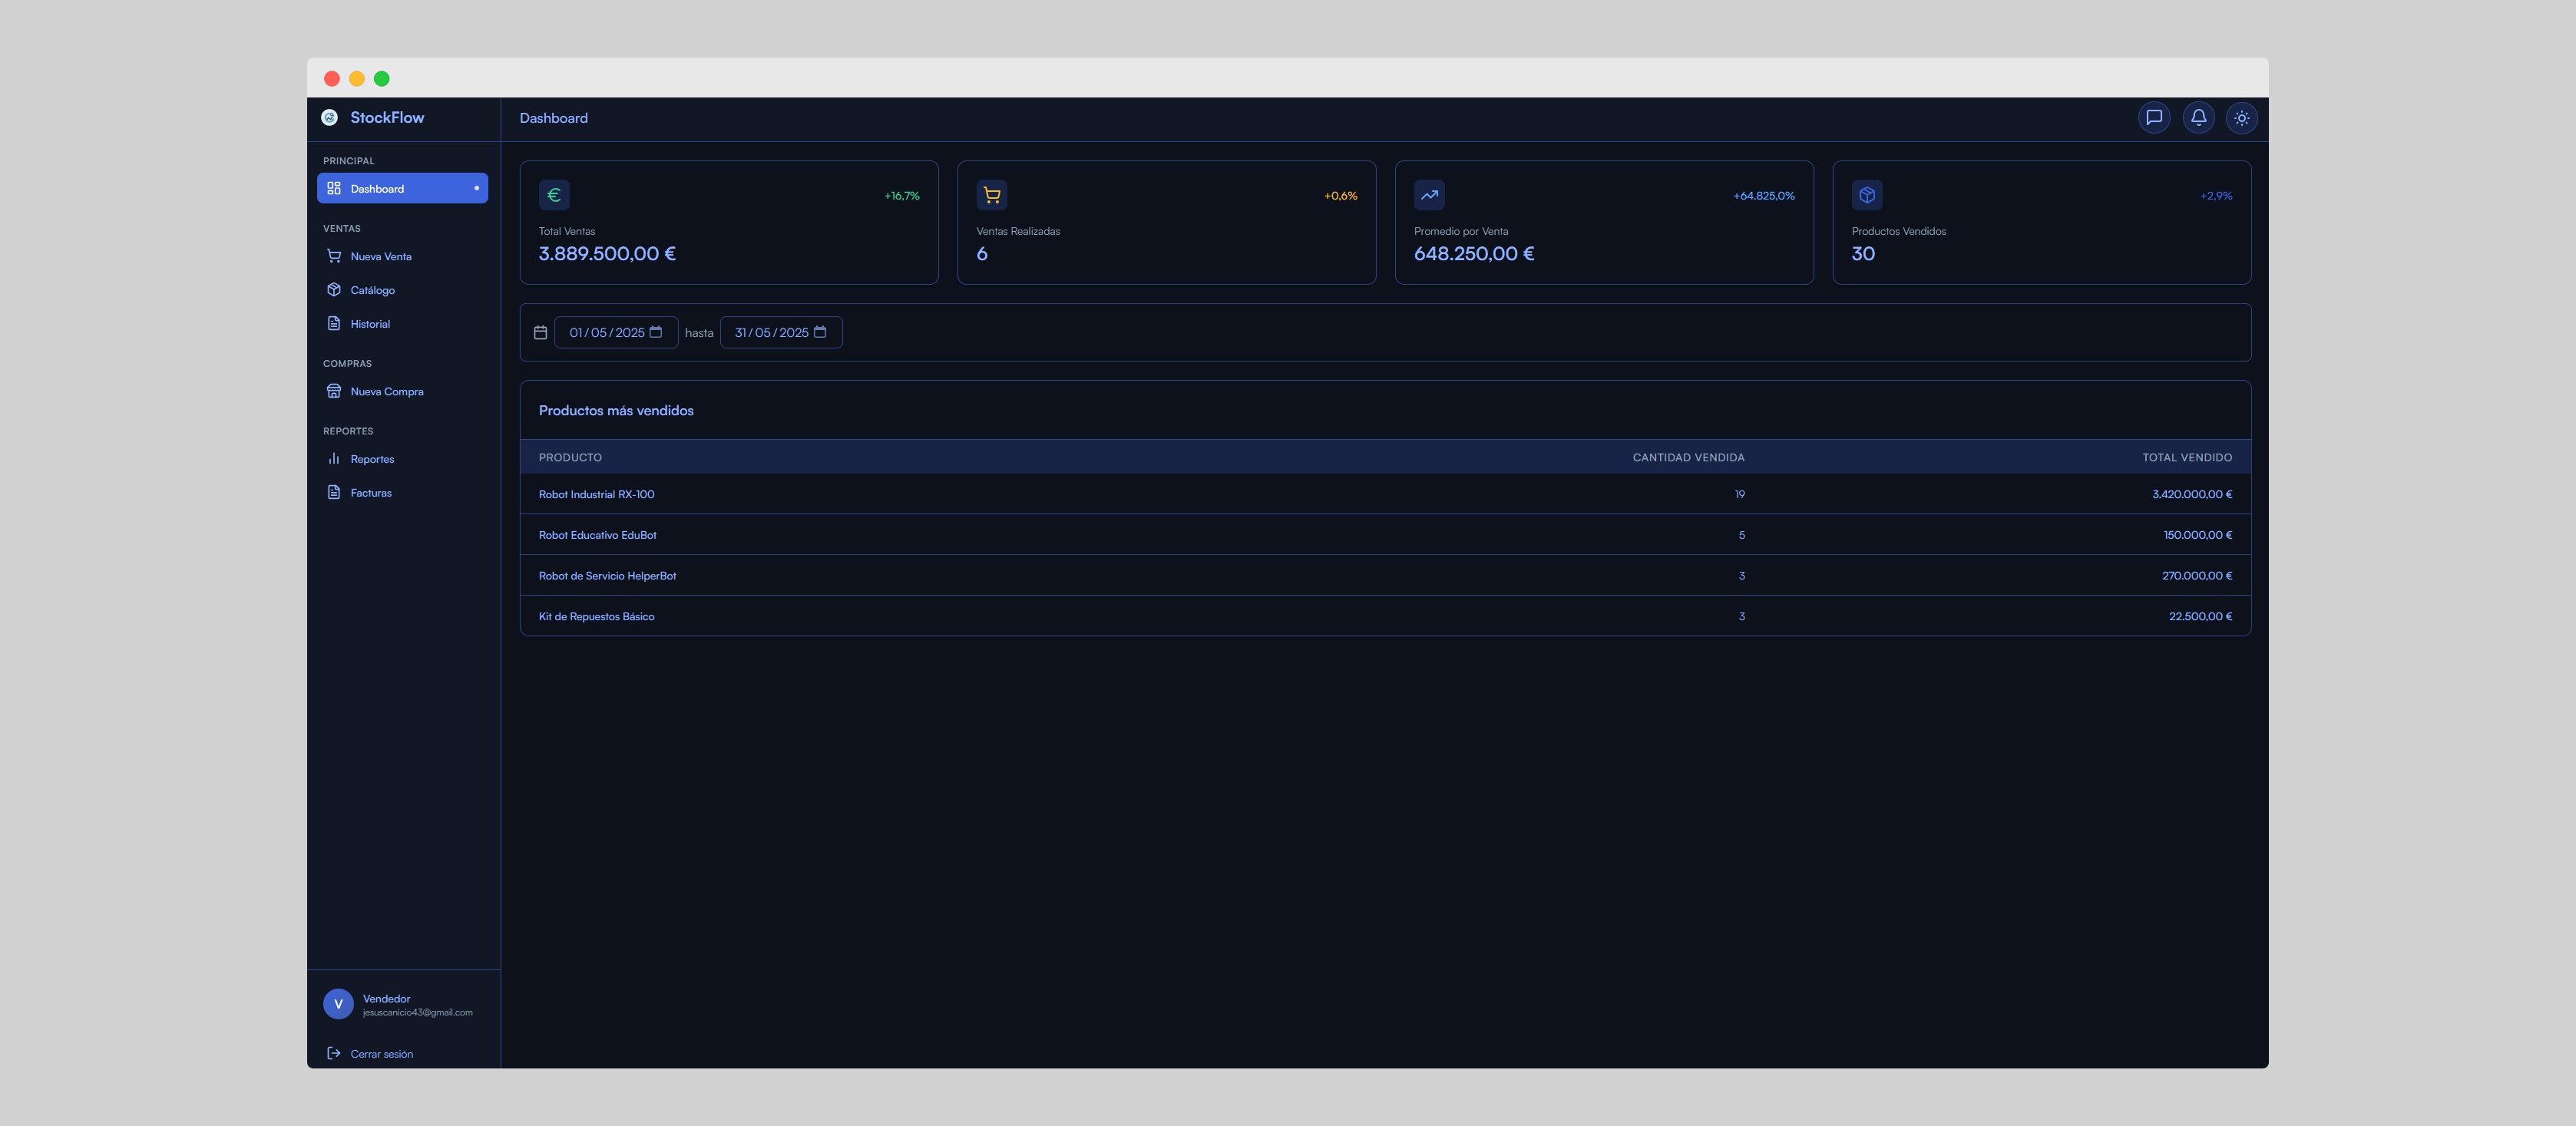 StockFlow
Dashboard
PRINCIPAL
Dashboard
VENTAS
Nueva Venta
Catálogo
Historial
COMPRAS
Nueva Compra
REPORTES
Reportes
Facturas
V
Vendedor
jesuscanicio43@gmail.com
Cerrar sesión
+16,7%
Total Ventas
3.889.500,00 €
+0,6%
Ventas Realizadas
6
+64.825,0%
Promedio por Venta
648.250,00 €
+2,9%
Productos Vendidos
30
01/05/2025 hasta 31/05/2025
Productos más vendidos
PRODUCTO CANTIDAD VENDIDA TOTAL VENDIDO
Robot Industrial RX-100 19 3.420.000,00 €
Robot Educativo EduBot 5 150.000,00 €
Robot de Servicio HelperBot 3 270.000,00 €
Kit de Repuestos Básico 3 22.500,00 €